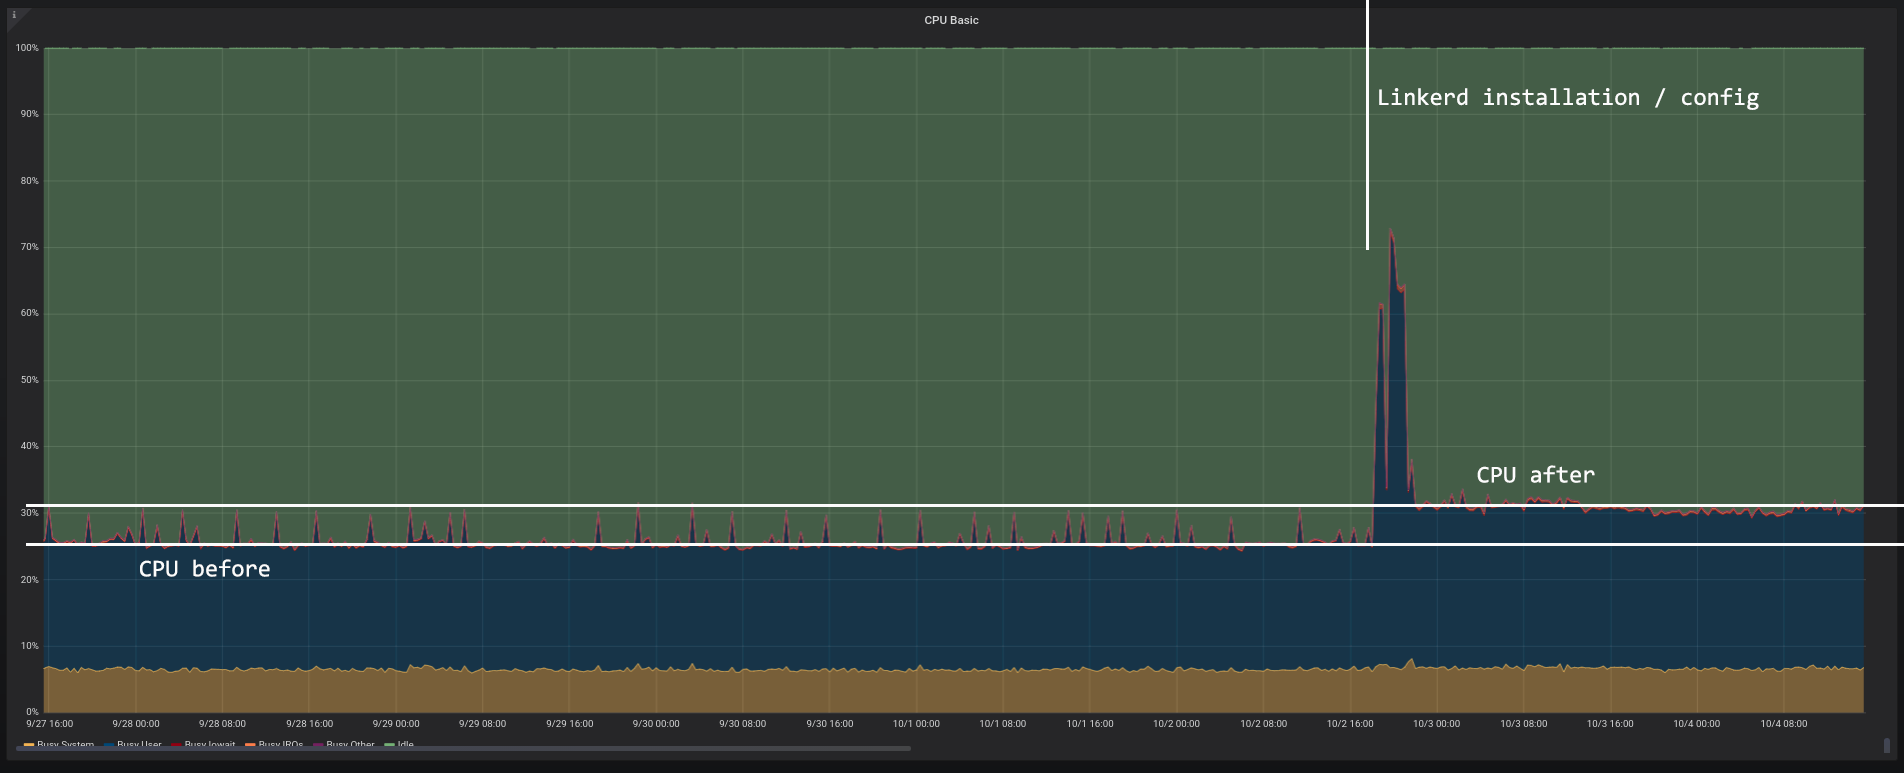 i
CPU Basic
100%
90%
80%
70%
60%
50%
40%
30%
20%
10%
0%
Linkerd installation / config
CPU after
CPU before
9/27 16:00 9/28 00:00 9/28 08:00 9/28 16:00 9/29 00:00 9/29 08:00 9/29 16:00 9/30 00:00 9/30 08:00 9/30 16:00 10/1 00:00 10/1 08:00 10/1 16:00 10/2 00:00 10/2 08:00 10/2 16:00 10/3 00:00 10/3 08:00 10/3 16:00 10/4 00:00 10/4 08:00
Busy System Busy User Busy Iowait Busy IRQs Busy Other Idle